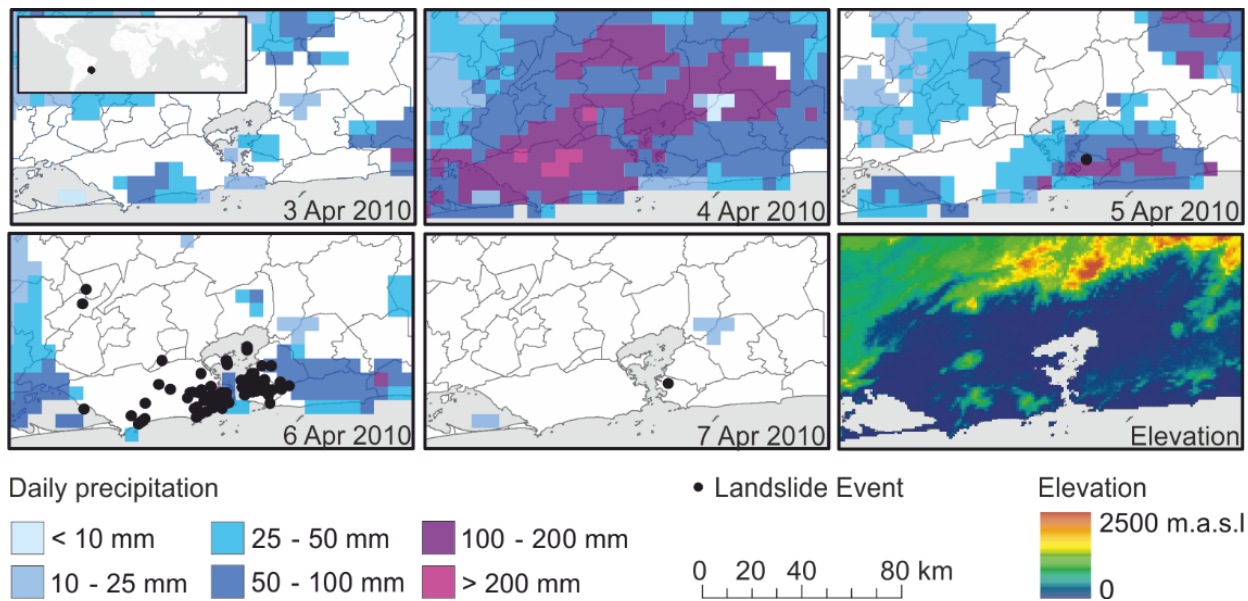 3 Apr 2010
4 Apr 2010
5 Apr 2010
6 Apr 2010
7 Apr 2010
Elevation
Daily precipitation
< 10 mm
25 - 50 mm
100 - 200 mm
10 - 25 mm
50 - 100 mm
> 200 mm
Landslide Event
0 20 40 80 km
Elevation
2500 m.a.s.l
0